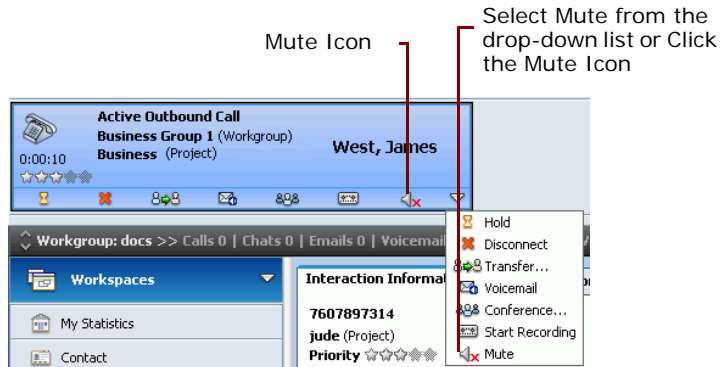 Select Mute from the
drop-down list or Click
the Mute Icon
Mute Icon
Active Outbound Call
Business Group 1 (Workgroup)
Business (Project)
West, James
0:00:10
Workgroup: docs >> Calls 0 | Chats 0 | Emails 0 | Voicemail
Hold
Disconnect
Transfer...
Voicemail
Conference...
Start Recording
Mute
Workspaces
My Statistics
Contact
Interaction Informat
7607897314
jude (Project)
Priority